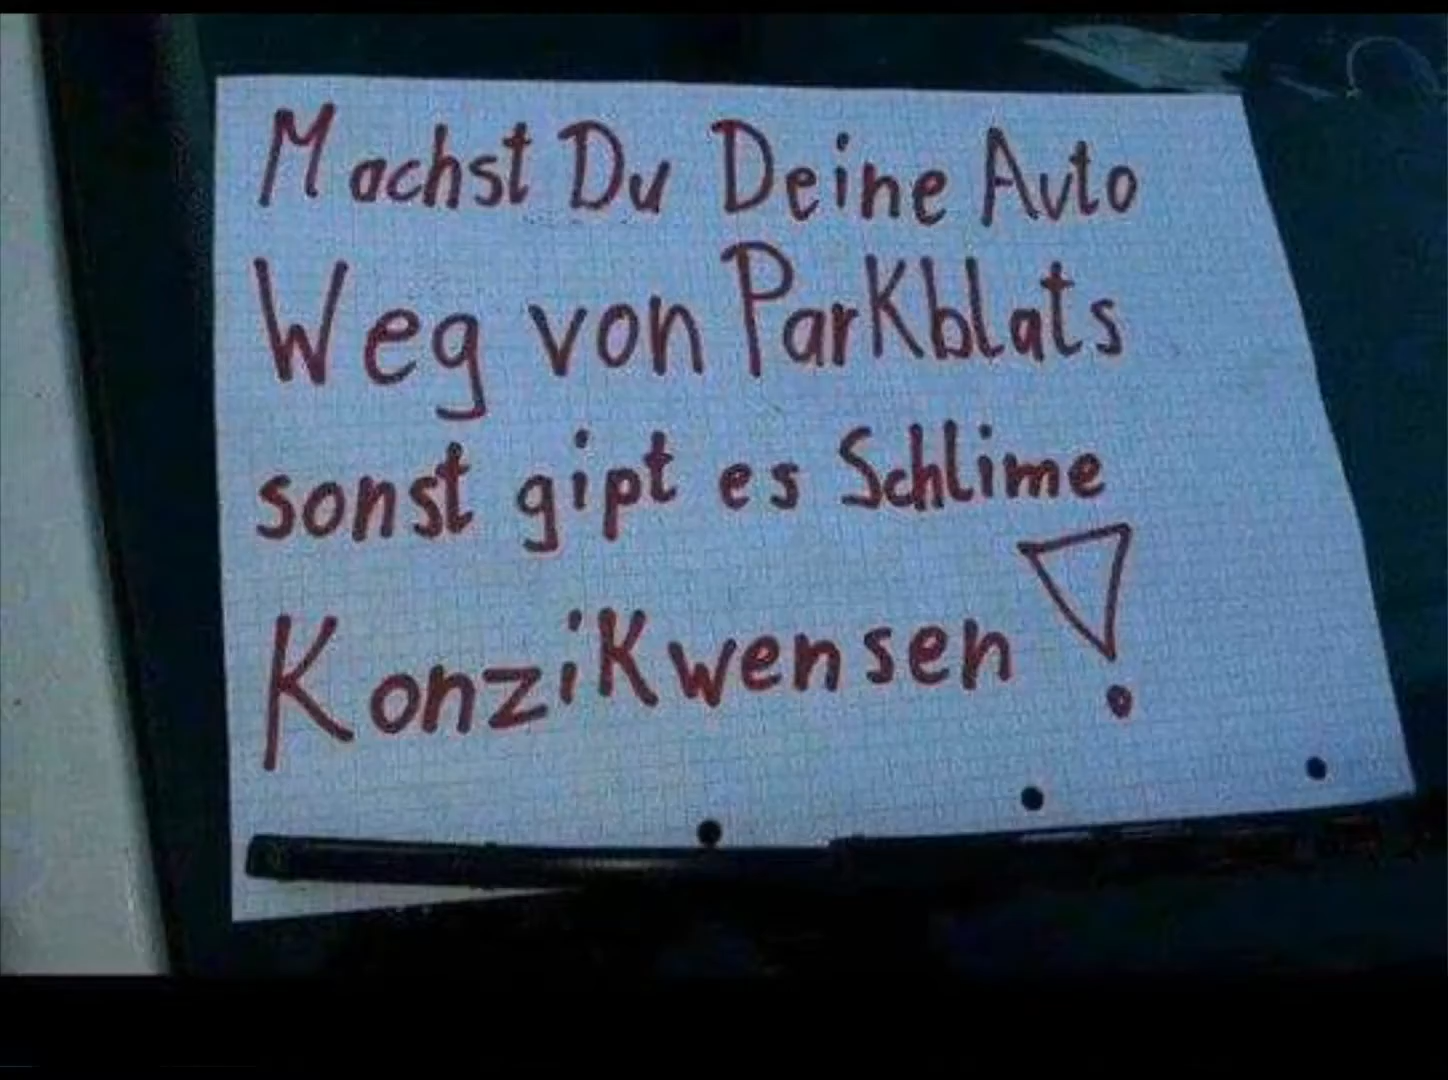 Machst Du Deine Auto
Weg von Parkblats
sonst gipt es Schlime
Konzikwensen!